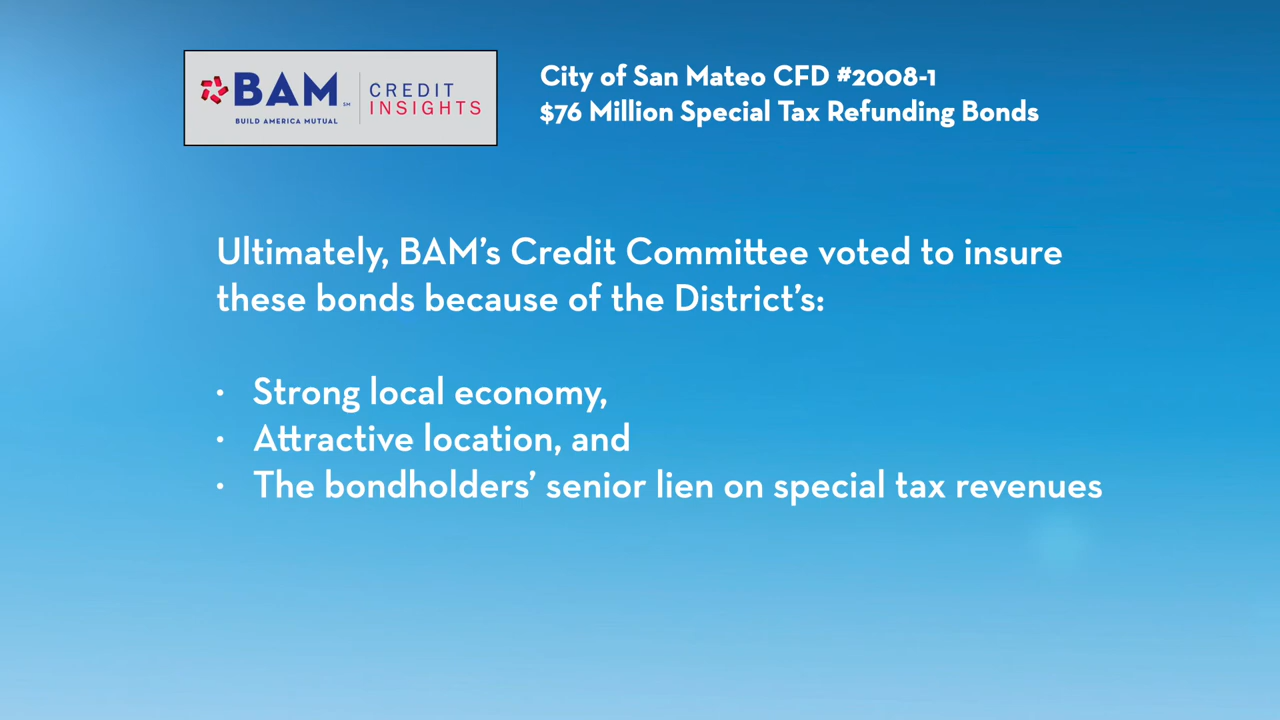 BAM SM
BUILD AMERICA MUTUAL
CREDIT
INSIGHTS
City of San Mateo CFD #2008-1
$76 Million Special Tax Refunding Bonds
Ultimately, BAM’s Credit Committee voted to insure
these bonds because of the District’s:
• Strong local economy,
• Attractive location, and
• The bondholders’ senior lien on special tax revenues